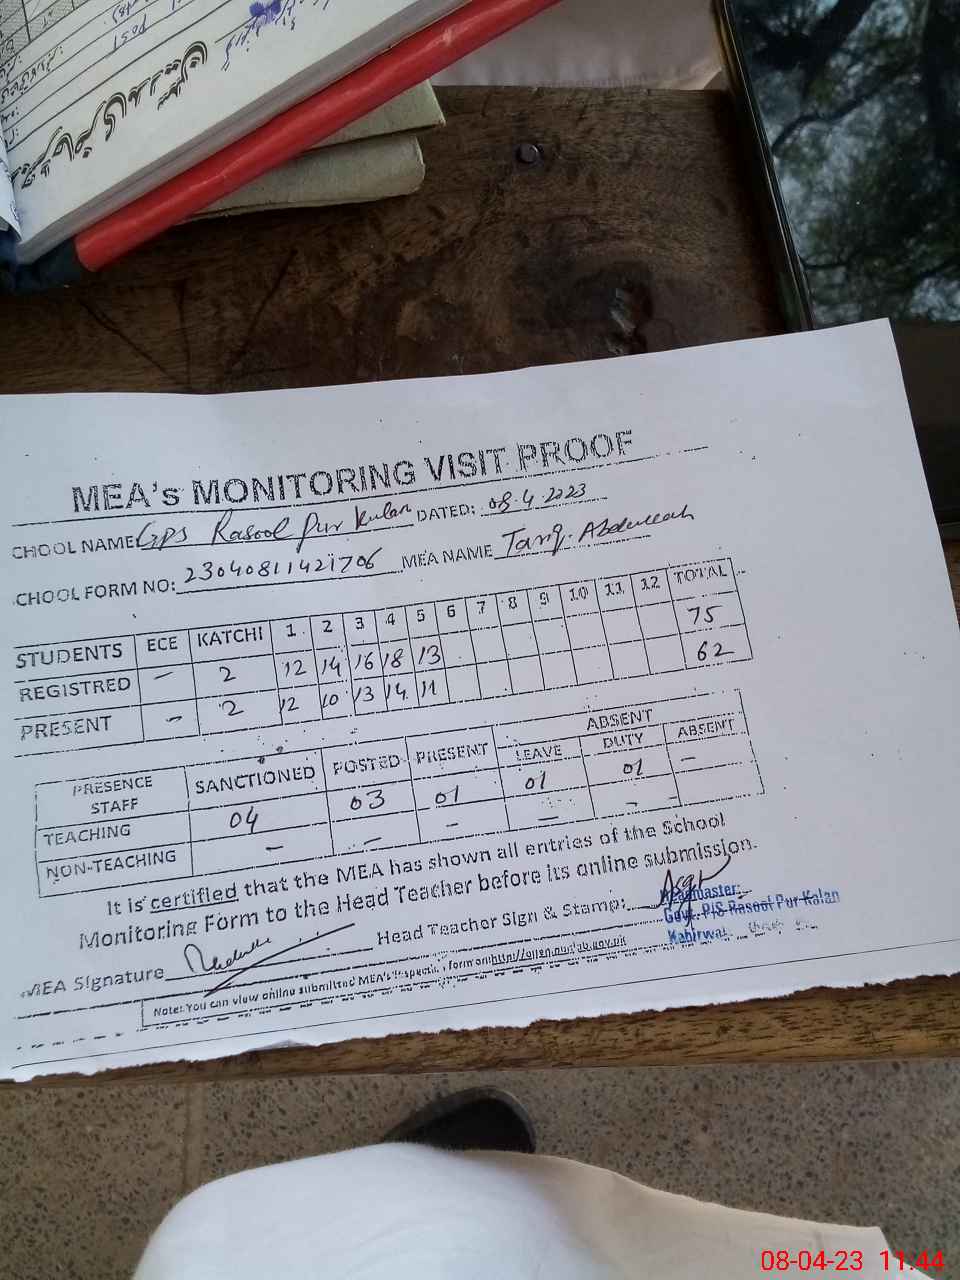 POST
MEA's MONITORING VISIT PROOF
CHOOL NAME: GPS Rasool Pur Kulan DATED: 08.4.2023
CHOOL FORM NO: 23040811421706 MEA NAME Tariq. Abdullah
STUDENTS ECE KATCHI 1 2 3 4 5 6 7 8 9 10 11 12 TOTAL
REGISTRED - 2 12 14 16 18 13 75
PRESENT - 2 12 10 13 14 11 62
PRESENCE STAFF SANCTIONED POSTED PRESENT ABSENT
LEAVE DUTY ABSENT
TEACHING 04 03 01 01 01 -
NON-TEACHING - - - - -
It is certified that the MEA has shown all entries of the School
Monitoring Form to the Head Teacher before its online submission.
MEA Signature Head Teacher Sign & Stamp:
Headmaster:
Govt. P/S Rasool Pur Kalan
Kabirwal
Note: You can view online submitted MEA's form on
08-04-23 11:44